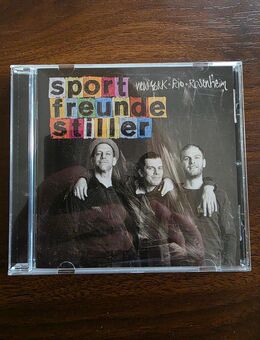 sport
freunde
stiller
New York · Rio · Rosenheim